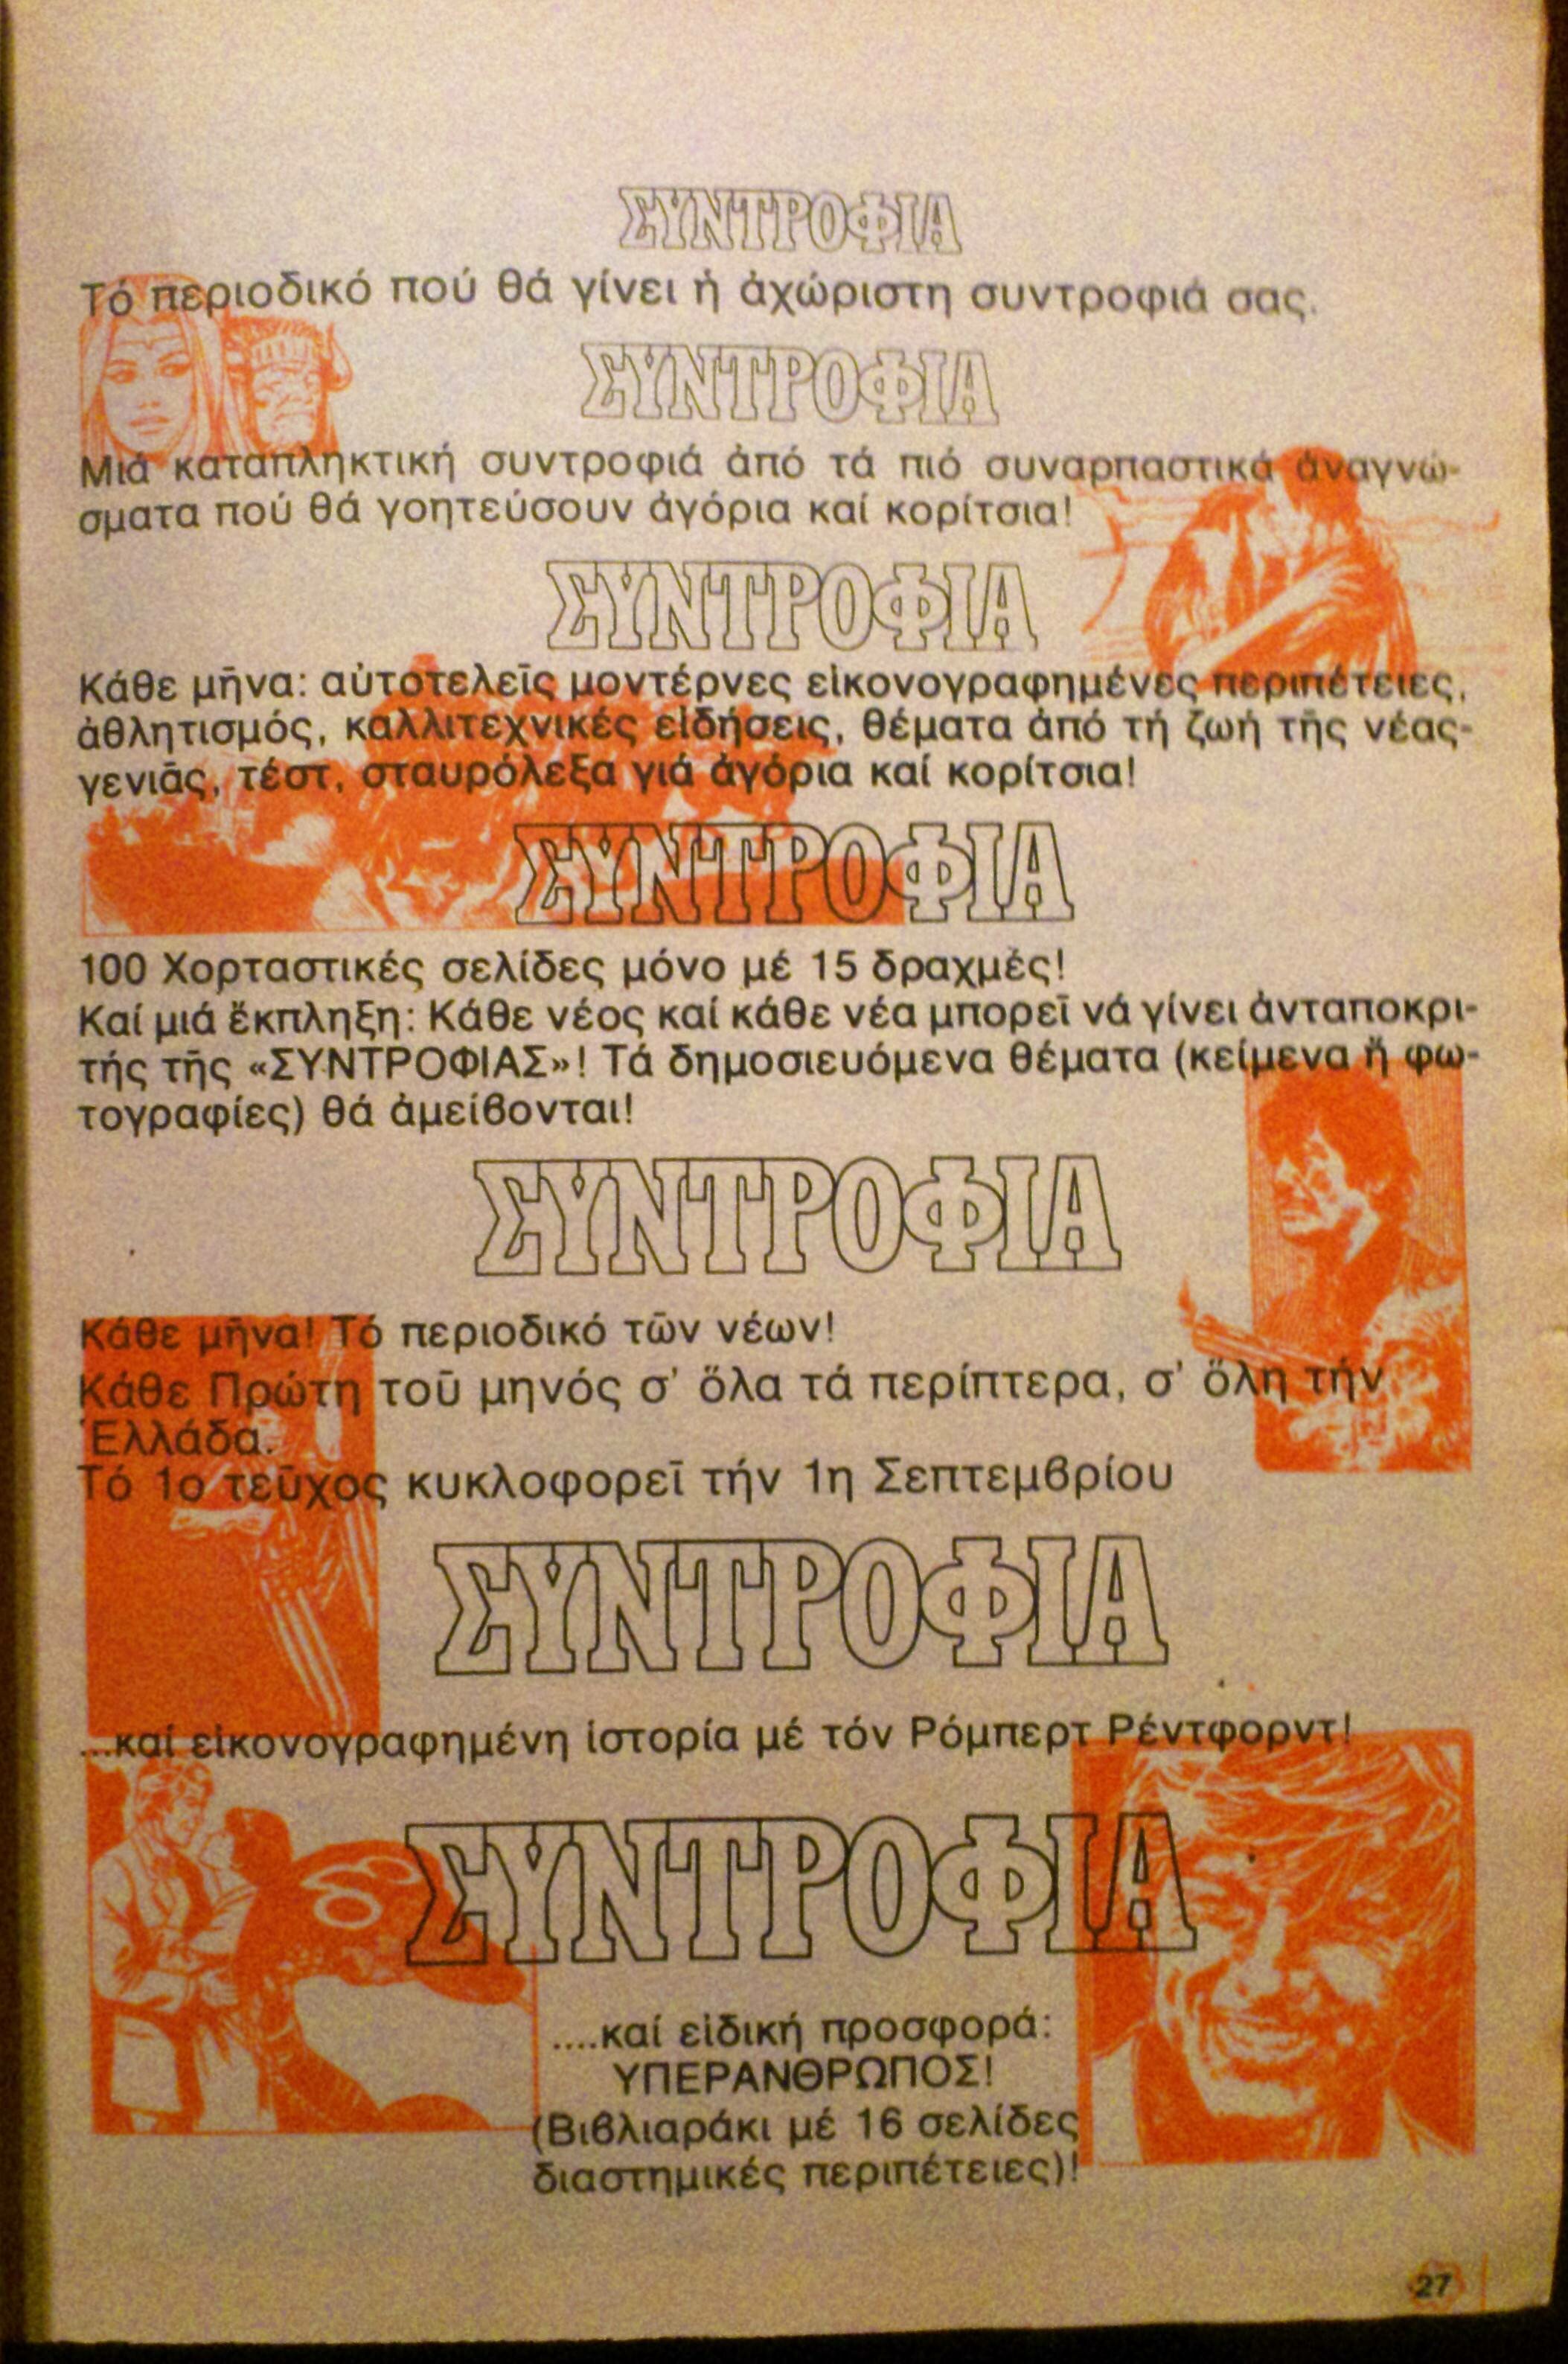 ΣΥΝΤΡΟΦΙΑ
Τό περιοδικό πού θά γίνει ἡ ἀχώριστη συντροφιά σας.
ΣΥΝΤΡΟΦΙΑ
Μιά καταπληκτική συντροφιά ἀπό τά πιό συναρπαστικά ἀναγνώ-
σματα πού θά γοητεύσουν ἀγόρια καί κορίτσια!
ΣΥΝΤΡΟΦΙΑ
Κάθε μῆνα: αὐτοτελεῖς μοντέρνες εἰκονογραφημένες περιπέτειες,
ἀθλητισμός, καλλιτεχνικές εἰδήσεις, θέματα ἀπό τή ζωή τῆς νέας-
γενιᾶς, τέστ, σταυρόλεξα γιά ἀγόρια καί κορίτσια!
ΣΥΝΤΡΟΦΙΑ
100 Χορταστικές σελίδες μόνο μέ 15 δραχμές!
Καί μιά ἔκπληξη: Κάθε νέος καί κάθε νέα μπορεῖ νά γίνει ἀνταποκρι-
τής τῆς «ΣΥΝΤΡΟΦΙΑΣ»! Τά δημοσιευόμενα θέματα (κείμενα ἤ φω-
τογραφίες) θά ἀμείβονται!
ΣΥΝΤΡΟΦΙΑ
Κάθε μῆνα! Τό περιοδικό τῶν νέων!
Κάθε Πρώτη τοῦ μηνός σ' ὅλα τά περίπτερα, σ' ὅλη τήν
Ἑλλάδα.
Τό 1ο τεῦχος κυκλοφορεῖ τήν 1η Σεπτεμβρίου
ΣΥΝΤΡΟΦΙΑ
...καί εἰκονογραφημένη ἱστορία μέ τόν Ρόμπερτ Ρέντφορντ!
ΣΥΝΤΡΟΦΙΑ
....καί εἰδική προσφορά:
ΥΠΕΡΑΝΘΡΩΠΟΣ!
(Βιβλιαράκι μέ 16 σελίδες
διαστημικές περιπέτειες)!
27